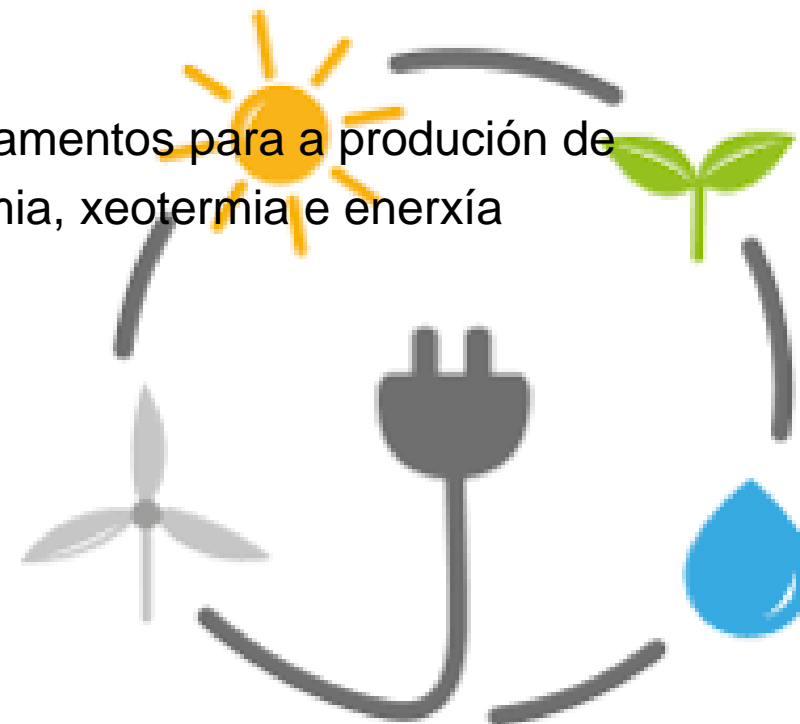 amentos para a produción de
nia, xeotermia e enerxía